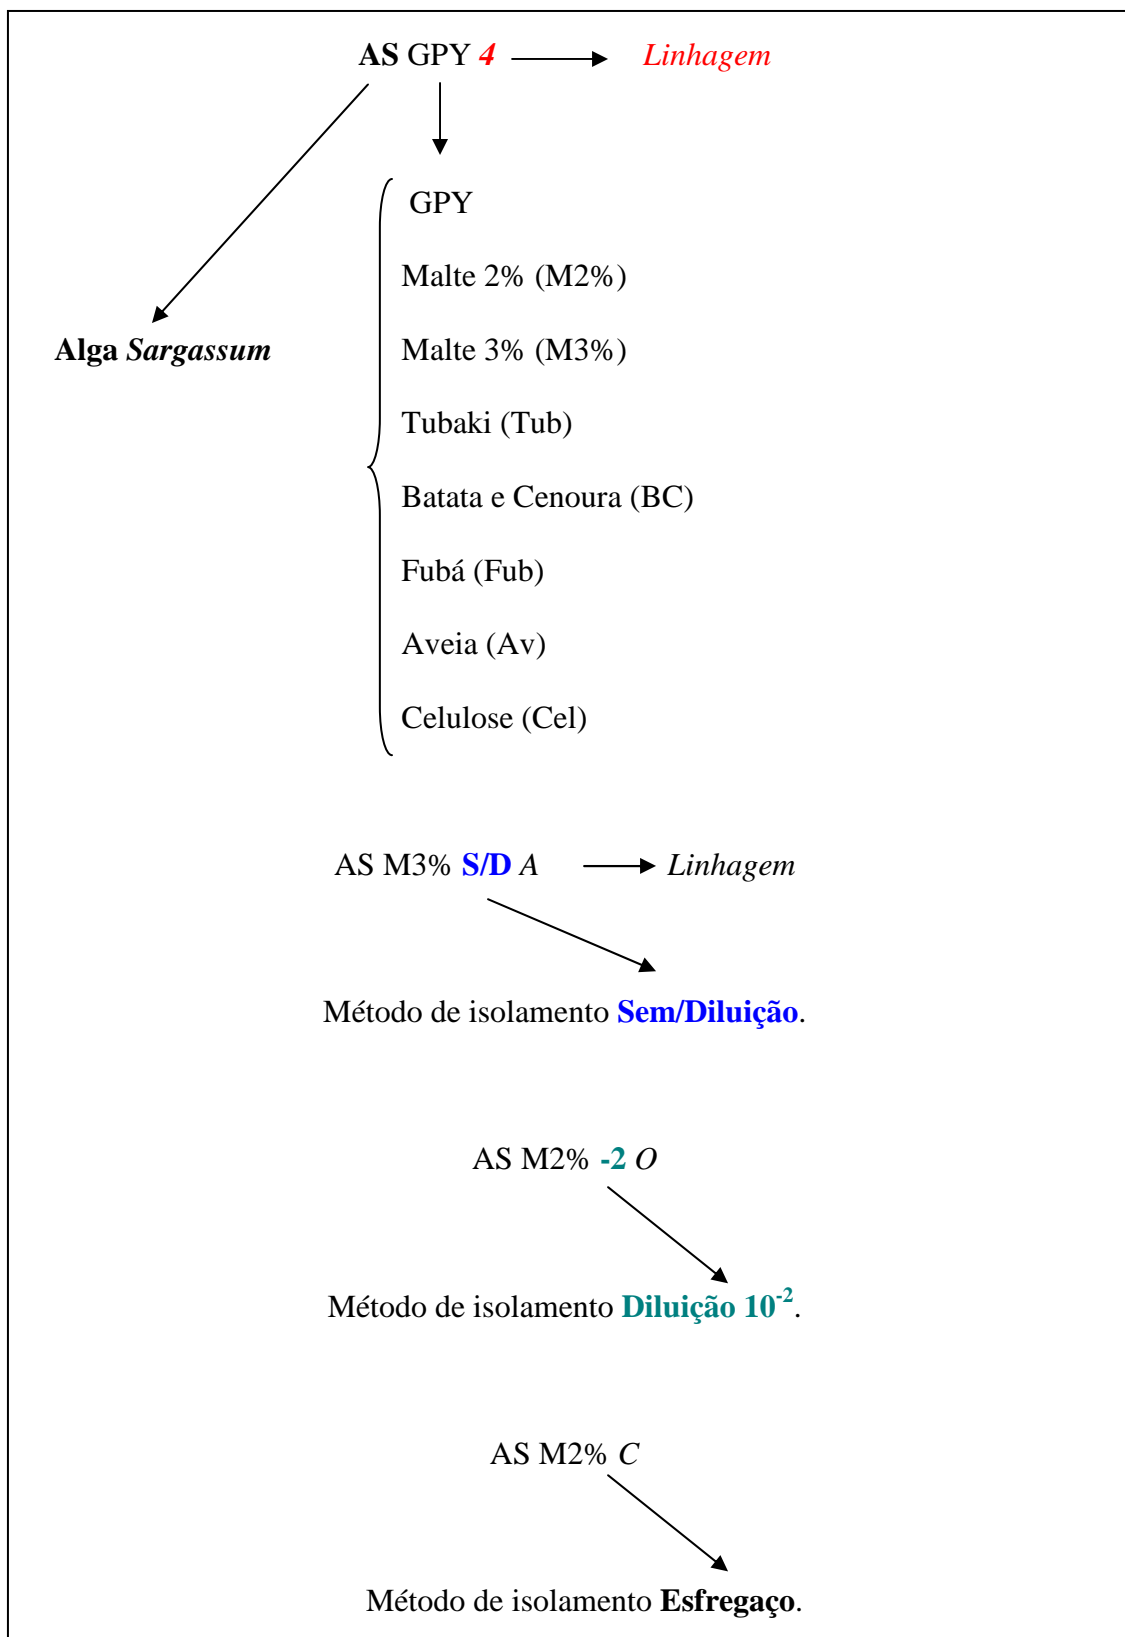 AS GPY 4 Linhagem
GPY
Malte 2% (M2%)
Malte 3% (M3%)
Alga Sargassum
Tubaki (Tub)
Batata e Cenoura (BC)
Fubá (Fub)
Aveia (Av)
Celulose (Cel)
AS M3% S/D A Linhagem
Método de isolamento Sem/Diluição.
AS M2% -2 O
Método de isolamento Diluição 10⁻².
AS M2% C
Método de isolamento Esfregaço.